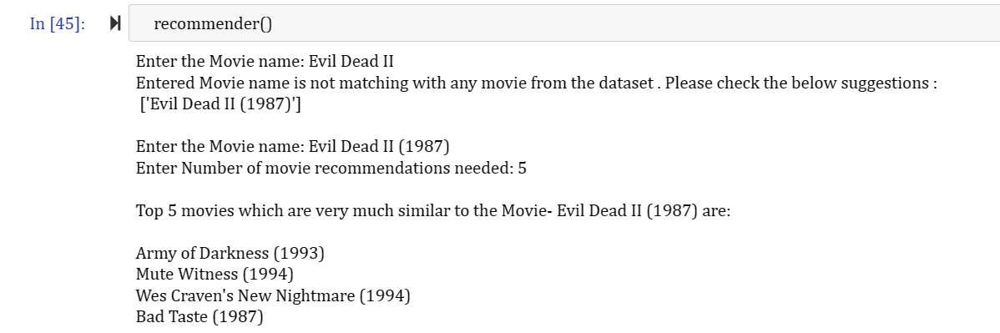 In [45]:
recommender()
Enter the Movie name: Evil Dead II
Entered Movie name is not matching with any movie from the dataset . Please check the below suggestions :
['Evil Dead II (1987)']
Enter the Movie name: Evil Dead II (1987)
Enter Number of movie recommendations needed: 5
Top 5 movies which are very much similar to the Movie- Evil Dead II (1987) are:
Army of Darkness (1993)
Mute Witness (1994)
Wes Craven's New Nightmare (1994)
Bad Taste (1987)